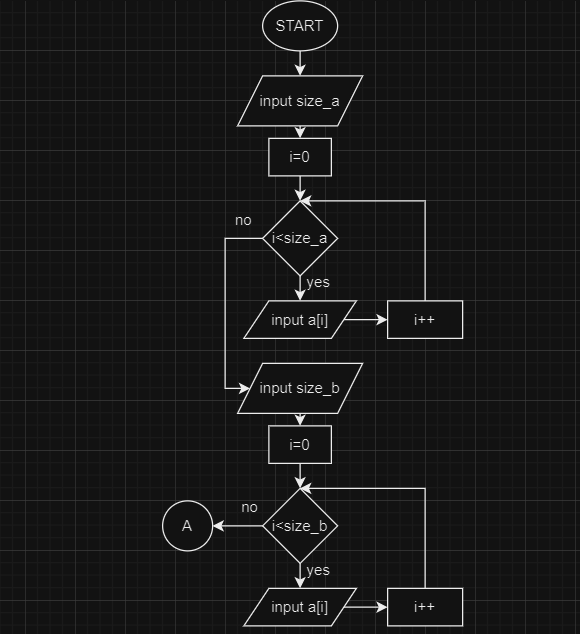 START
input size_a
i=0
no
i<size_a
yes
input a[i]
i++
input size_b
i=0
no
A
i<size_b
yes
input a[i]
i++